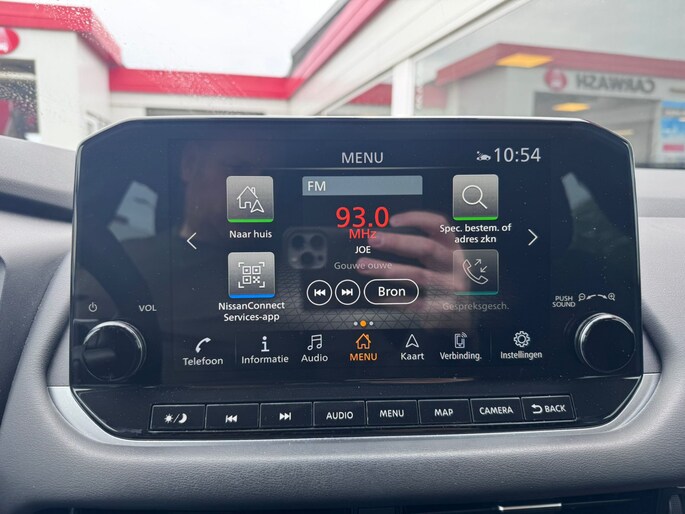 CARWASH
MENU
10:54
FM
93.0
MHz
JOE
Gouwe ouwe
Bron
Naar huis
NissanConnect
Services-app
Spec. bestem. of
adres zkn
Gespreksgesch.
VOL
PUSH
SOUND
Telefoon
Informatie
Audio
MENU
Kaart
Verbinding.
Instellingen
AUDIO
MENU
MAP
CAMERA
BACK